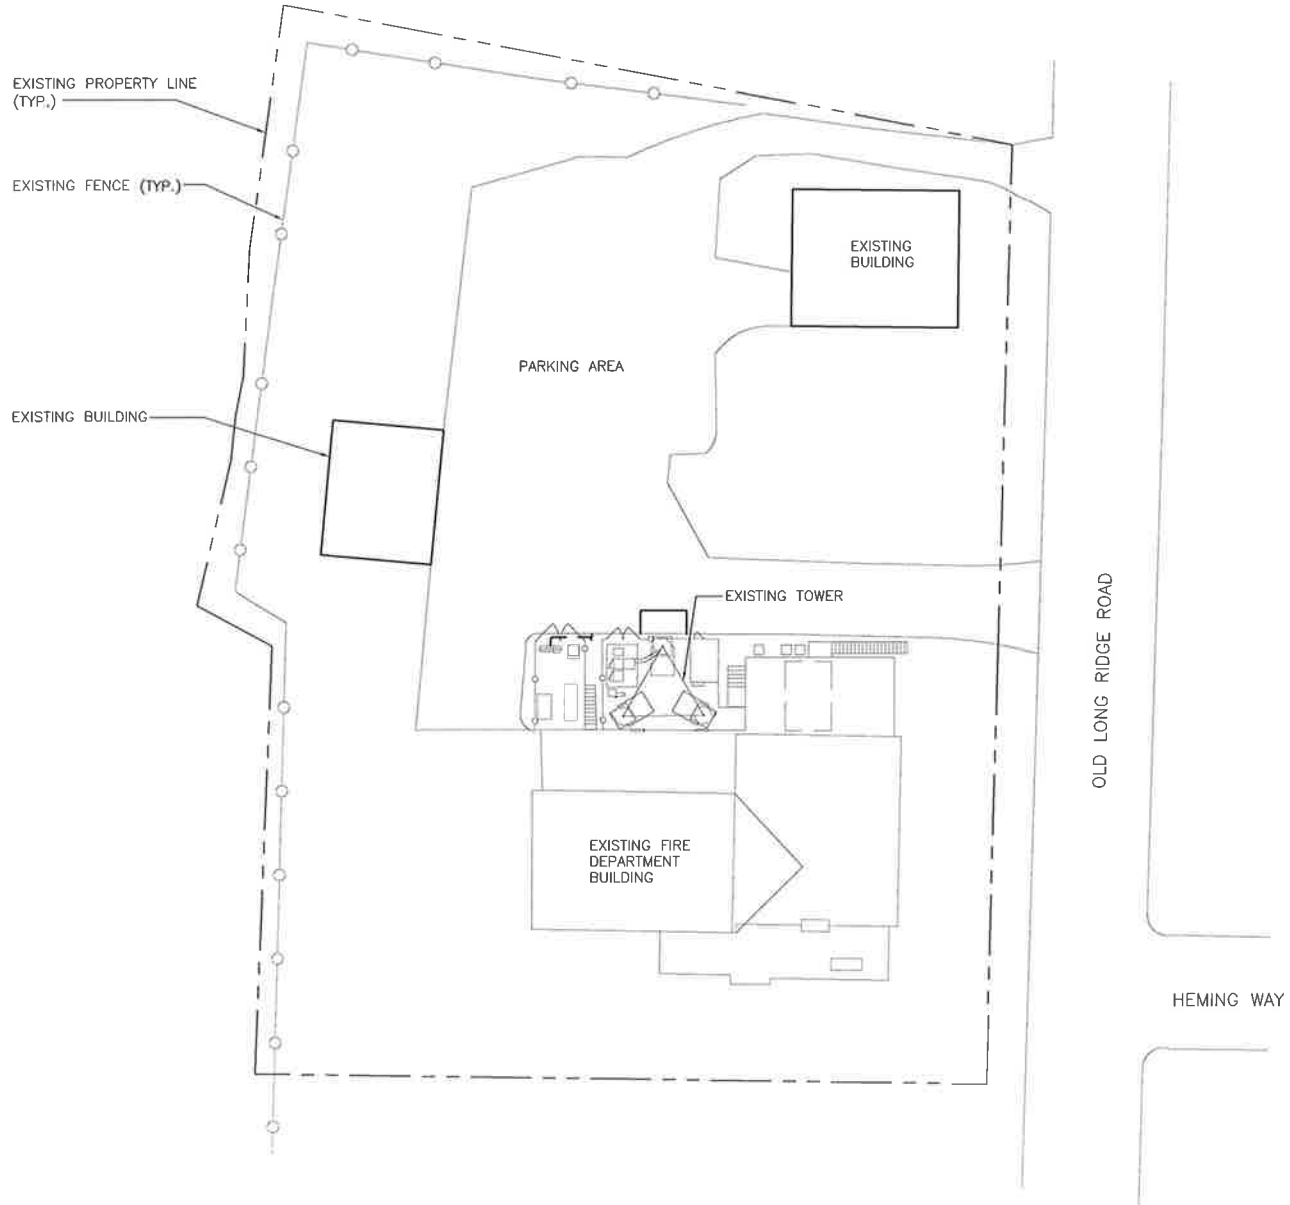 EXISTING PROPERTY LINE
(TYP.)
EXISTING FENCE (TYP.)
EXISTING BUILDING
EXISTING
BUILDING
PARKING AREA
EXISTING TOWER
OLD LONG RIDGE ROAD
EXISTING FIRE
DEPARTMENT
BUILDING
HEMING WAY